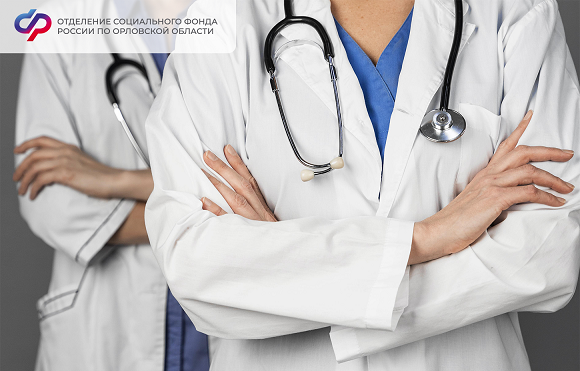 ОТДЕЛЕНИЕ СОЦИАЛЬНОГО ФОНДА
РОССИИ ПО ОРЛОВСКОЙ ОБЛАСТИ